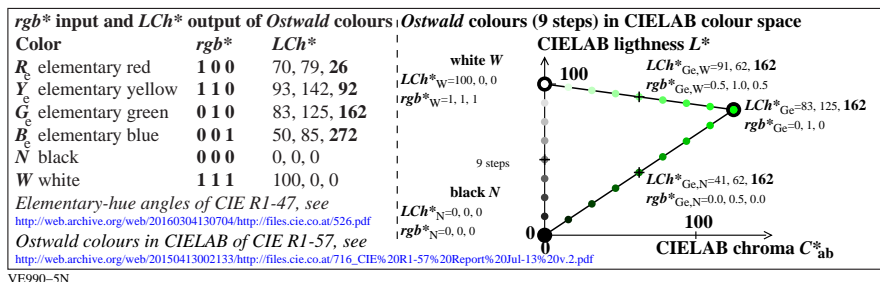 rgb* input and LCh* output of Ostwald colours
Color rgb* LCh*
Re elementary red 1 0 0 70, 79, 26
Ye elementary yellow 1 1 0 93, 142, 92
Ge elementary green 0 1 0 83, 125, 162
Be elementary blue 0 0 1 50, 85, 272
N black 0 0 0 0, 0, 0
W white 1 1 1 100, 0, 0
Elementary-hue angles of CIE R1-47, see
http://web.archive.org/web/20160304130704/http://files.cie.co.at/526.pdf
Ostwald colours in CIELAB of CIE R1-57, see
http://web.archive.org/web/20150413002133/http://files.cie.co.at/716_CIE%20R1-57%20Report%20Jul-13%20v.2.pdf
Ostwald colours (9 steps) in CIELAB colour space
CIELAB ligthness L*
white W
LCh*W=100, 0, 0
rgb*W=1, 1, 1
100
LCh*Ge,W=91, 62, 162
rgb*Ge,W=0.5, 1.0, 0.5
LCh*Ge=83, 125, 162
rgb*Ge=0, 1, 0
9 steps
LCh*Ge,N=41, 62, 162
rgb*Ge,N=0.0, 0.5, 0.0
black N
LCh*N=0, 0, 0
rgb*N=0, 0, 0
0
0
100
CIELAB chroma C*ab
VE990-5N